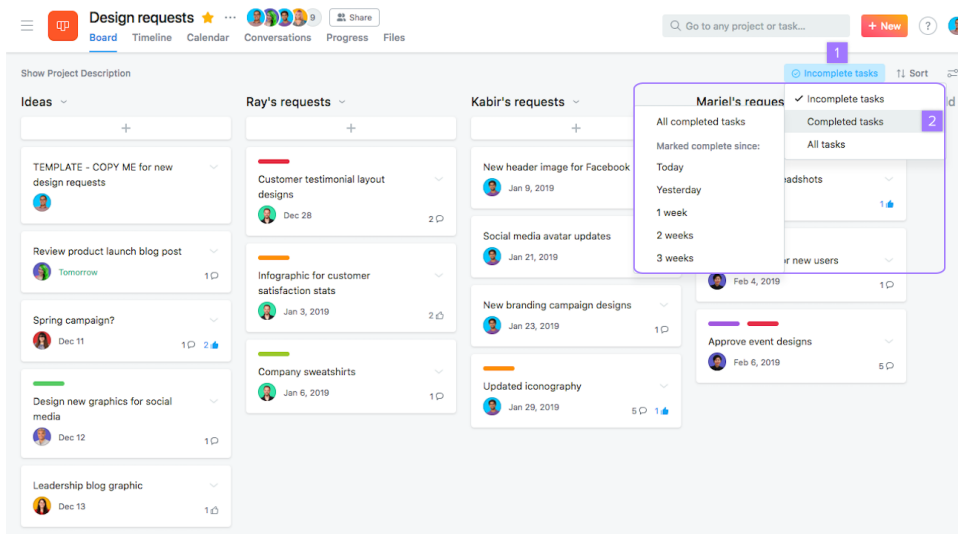 Design requests
9
Share
Go to any project or task...
+ New
?
Board
Timeline
Calendar
Conversations
Progress
Files
1
Show Project Description
Incomplete tasks
Sort
Ideas
Ray's requests
Kabir's requests
Mariel's reques
Incomplete tasks
Completed tasks
2
All tasks
All completed tasks
Marked complete since:
Today
Yesterday
1 week
2 weeks
3 weeks
+
TEMPLATE - COPY ME for new
design requests
Review product launch blog post
Tomorrow
1
Spring campaign?
Dec 11
1
2
Design new graphics for social
media
Dec 12
1
Leadership blog graphic
Dec 13
1
+
Customer testimonial layout
designs
Dec 28
2
Infographic for customer
satisfaction stats
Jan 3, 2019
2
Company sweatshirts
Jan 6, 2019
1
+
New header image for Facebook
Jan 9, 2019
Social media avatar updates
Jan 21, 2019
New branding campaign designs
Jan 23, 2019
1
Updated iconography
Jan 29, 2019
5
1
adshots
1
r new users
Feb 4, 2019
1
Approve event designs
Feb 6, 2019
5